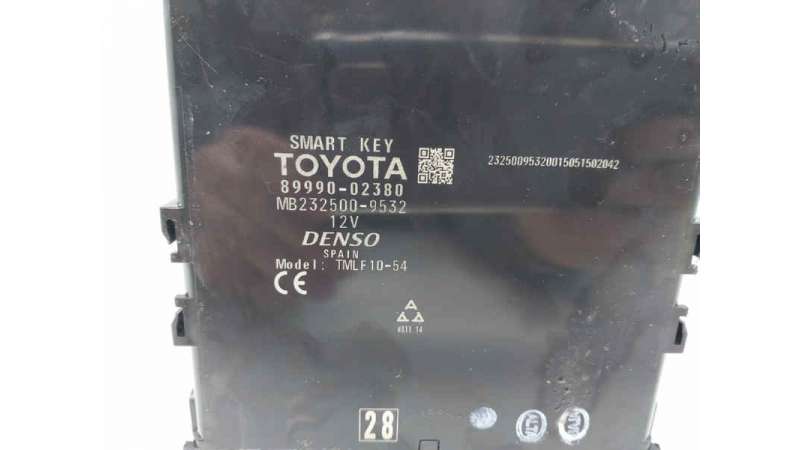 SMART KEY
TOYOTA
89990-02380
MB232500-9532
12V
DENSO
SPAIN
Model: TMLF10-54
CE
23250095320015051502042
28